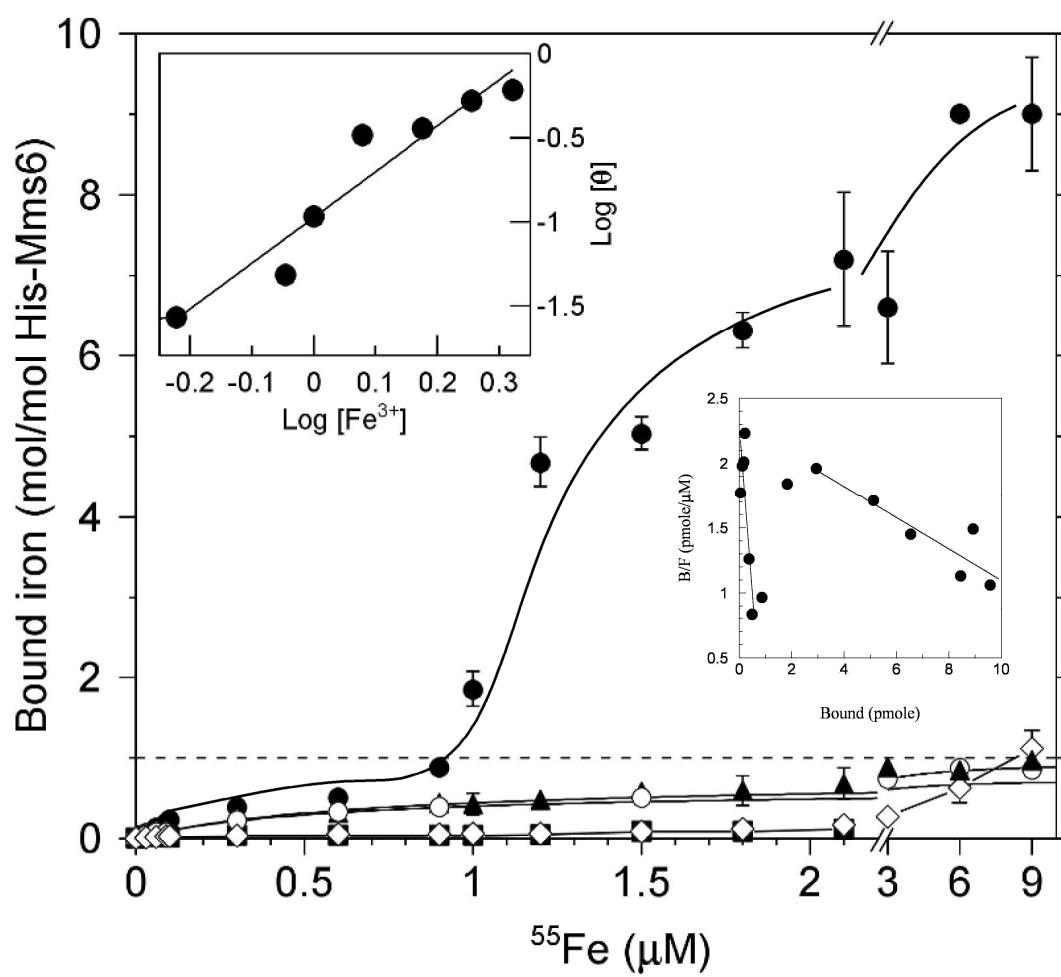 Bound iron (mol/mol His-Mms6)
10
8
6
4
2
0
0 0.5 1 1.5 2 3 6 9
//
//
⁵⁵Fe (μM)
0
-0.5
-1
-1.5
Log [θ]
-0.2 -0.1 0 0.1 0.2 0.3
Log [Fe³⁺]
2.5
2
1.5
1
0.5
B/F (pmole/μM)
0 2 4 6 8 10
Bound (pmole)